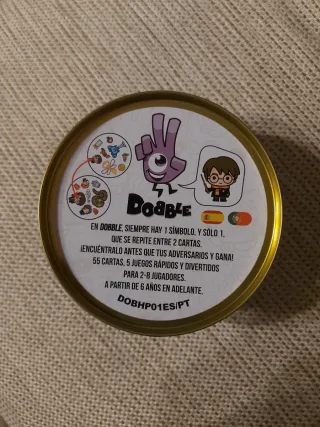 DOBBLE
EN DOBBLE, SIEMPRE HAY 1 SÍMBOLO, Y SÓLO 1,
QUE SE REPITE ENTRE 2 CARTAS.
¡ENCUÉNTRALO ANTES QUE TUS ADVERSARIOS Y GANA!
55 CARTAS, 5 JUEGOS RÁPIDOS Y DIVERTIDOS
PARA 2-8 JUGADORES.
A PARTIR DE 6 AÑOS EN ADELANTE.
DOBHP01ES/PT